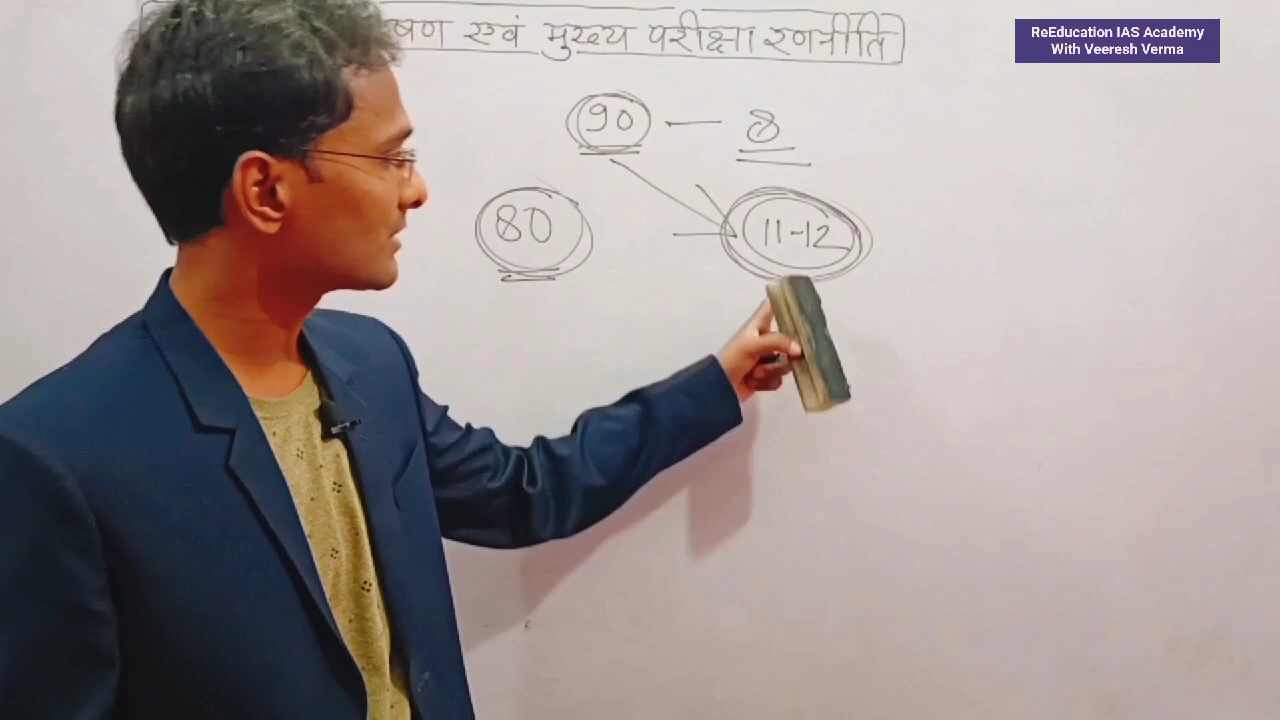 ReEducation IAS Academy
With Veeresh Verma
एवं मुख्य परीक्षा रणनीति
90 — 8
80 11-12